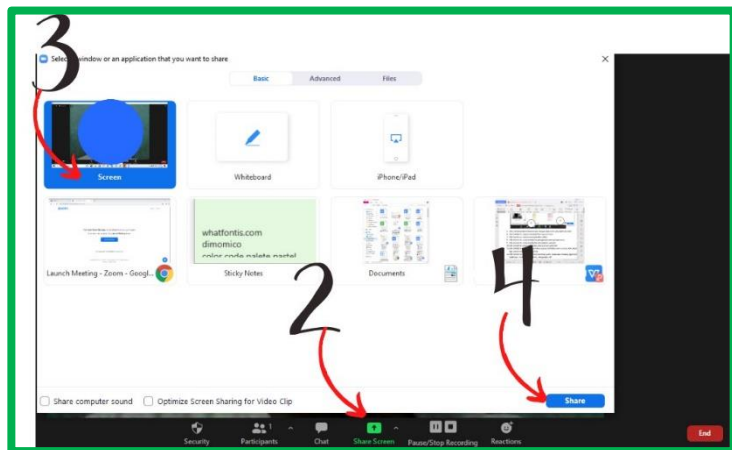 3
Select a window or an application that you want to share
Basic Advanced Files
Screen
Whiteboard
iPhone/iPad
whatfontis.com
dimomico
color code palete pastel
Launch Meeting - Zoom - Googl...
Sticky Notes
Documents
2
4
Share computer sound
Optimize Screen Sharing for Video Clip
Share
Security
Participants
1
Chat
Share Screen
Pause/Stop Recording
Reactions
End